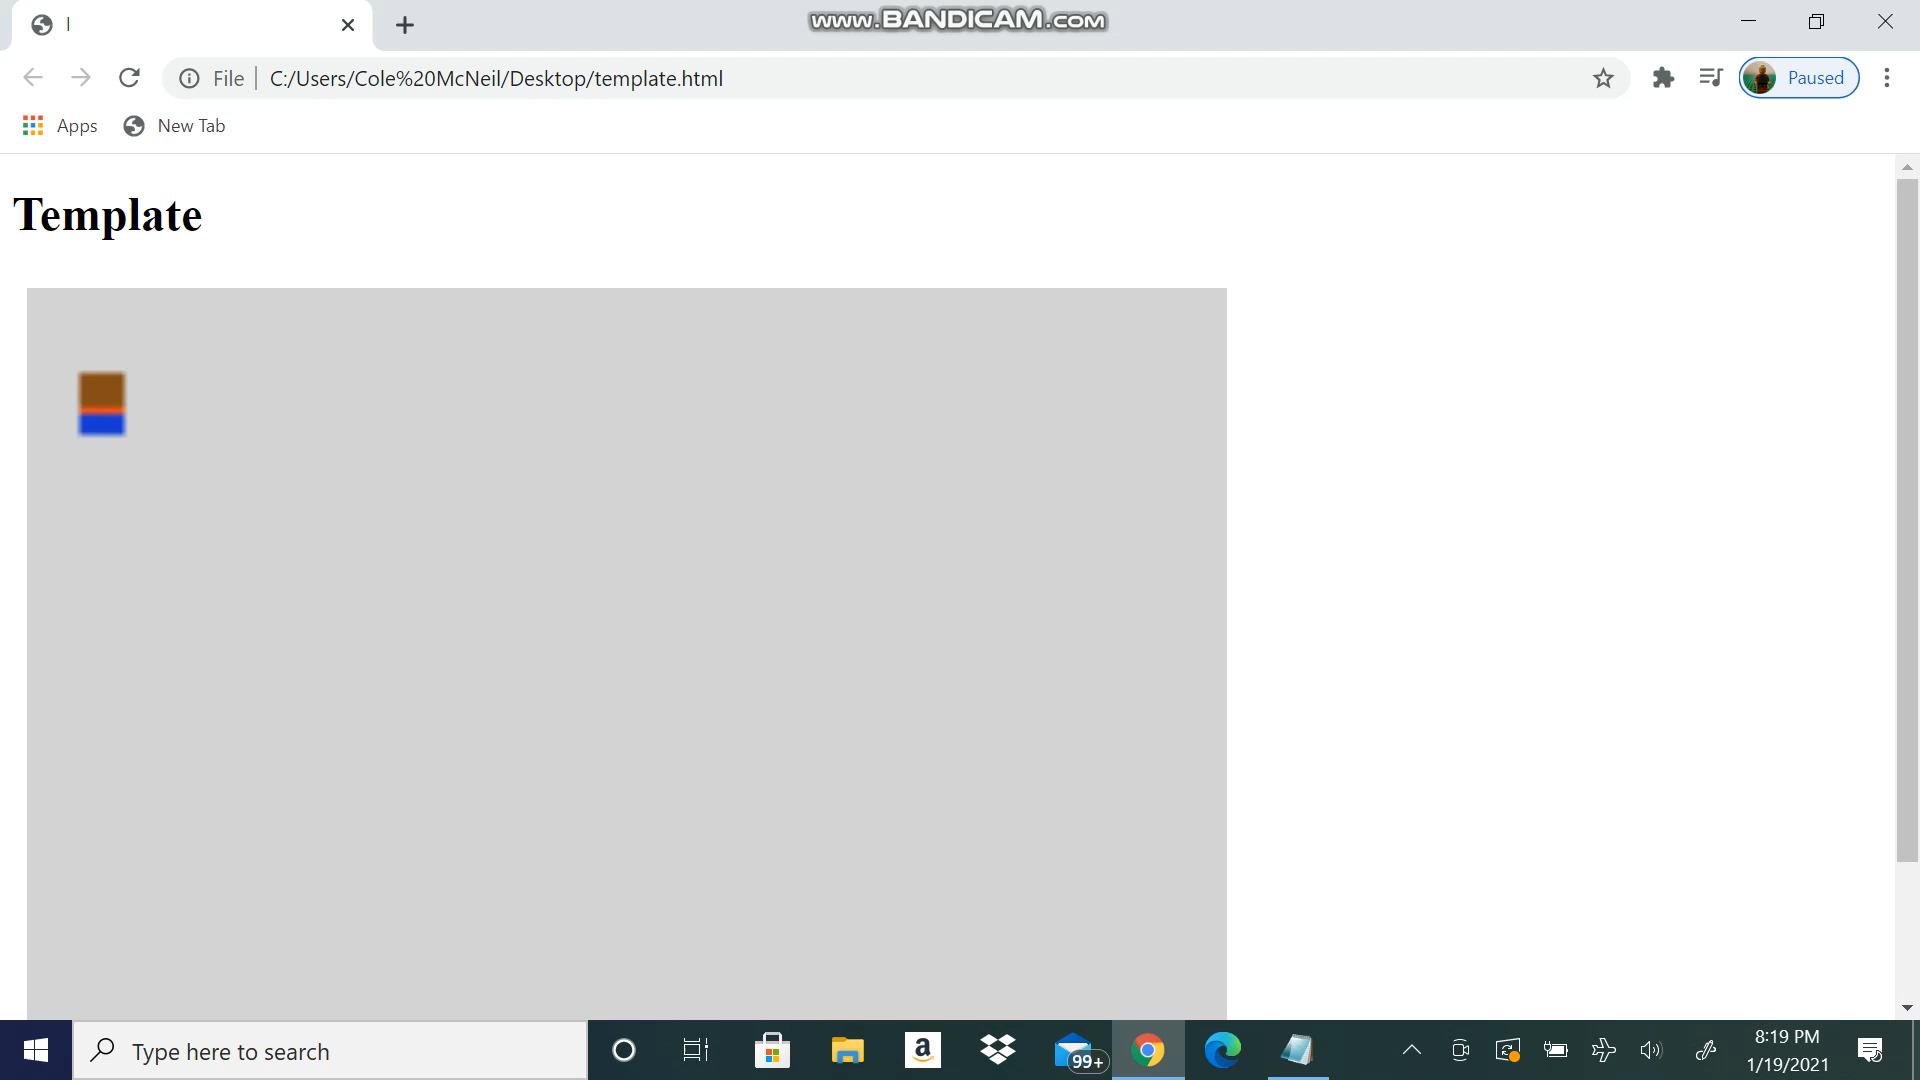 l
www.BANDICAM.COM
File
C:/Users/Cole%20McNeil/Desktop/template.html
Paused
Apps
New Tab
Template
Type here to search
a
99+
8:19 PM
1/19/2021